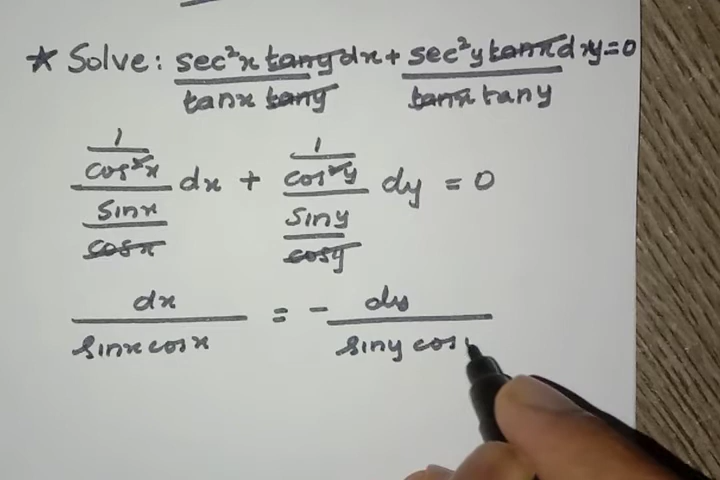 ★ Solve: sec²x tany dx + sec²y tanx dxy = 0
tanx tany tanx tany
1 1
cos²x dx + cos²y dy = 0
sinx siny
cosx cosy
dx = - dy
sinx cosx siny cos